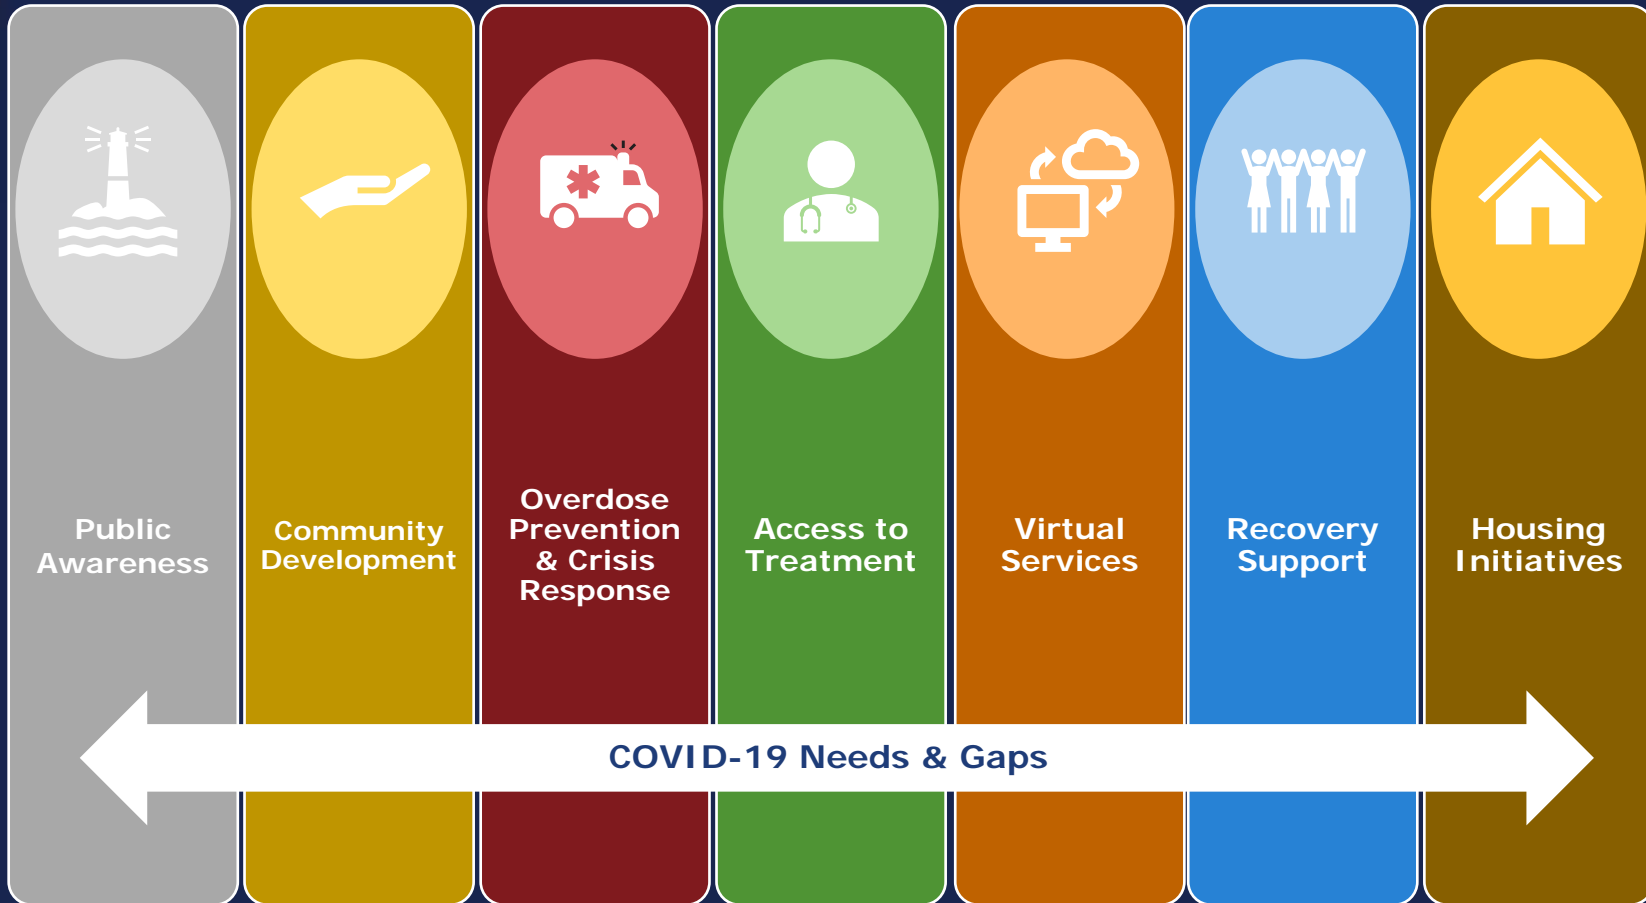 Public
Awareness
Community
Development
Overdose
Prevention
& Crisis
Response
Access to
Treatment
Virtual
Services
Recovery
Support
Housing
Initiatives
COVID-19 Needs & Gaps